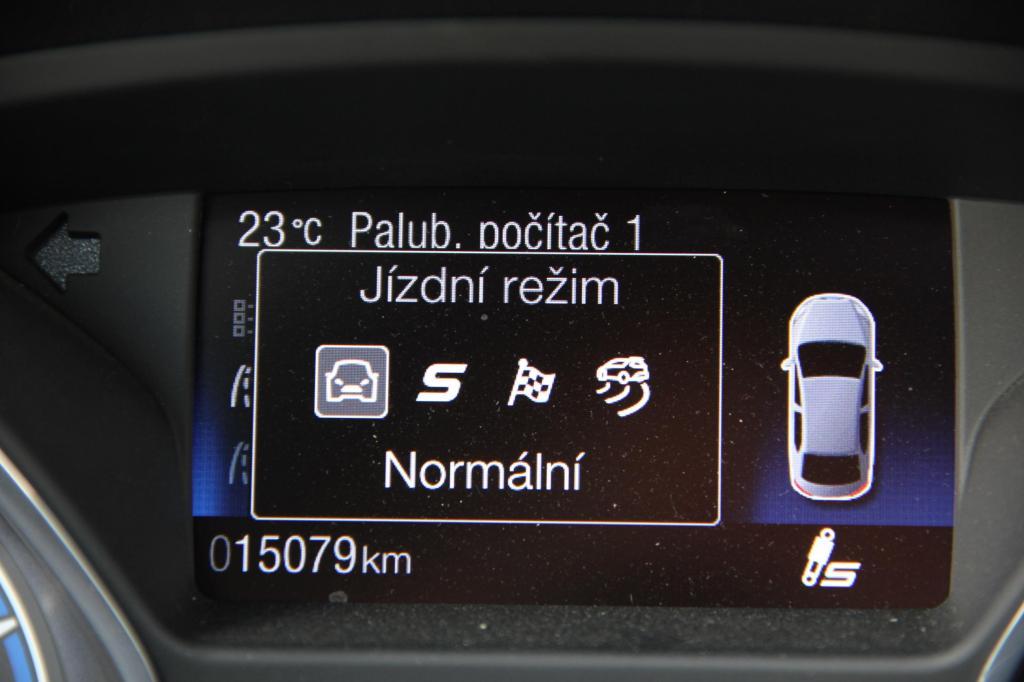 23°C Palub. počítač 1
Jízdní režim
S
Normální
015079km
S